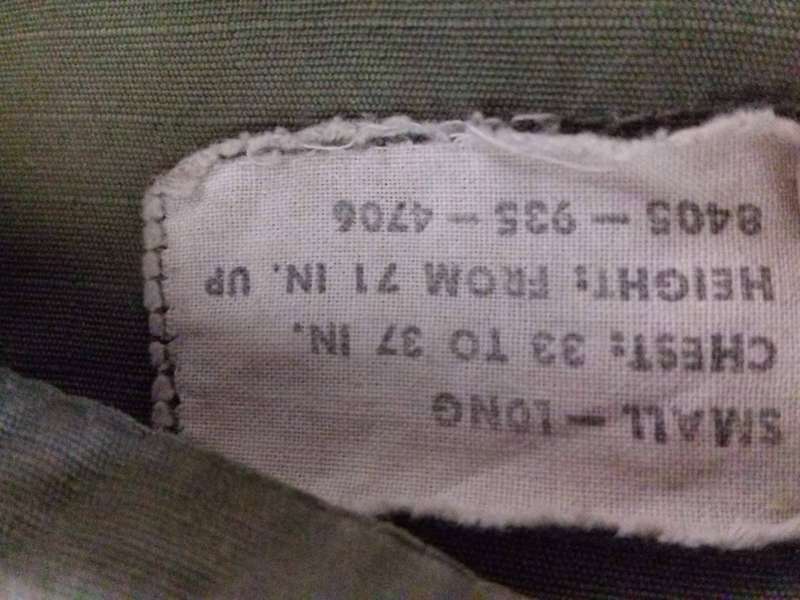 SMALL - LONG
CHEST: 33 TO 37 IN.
HEIGHT: FROM 71 IN. UP
8405 - 935 - 4706